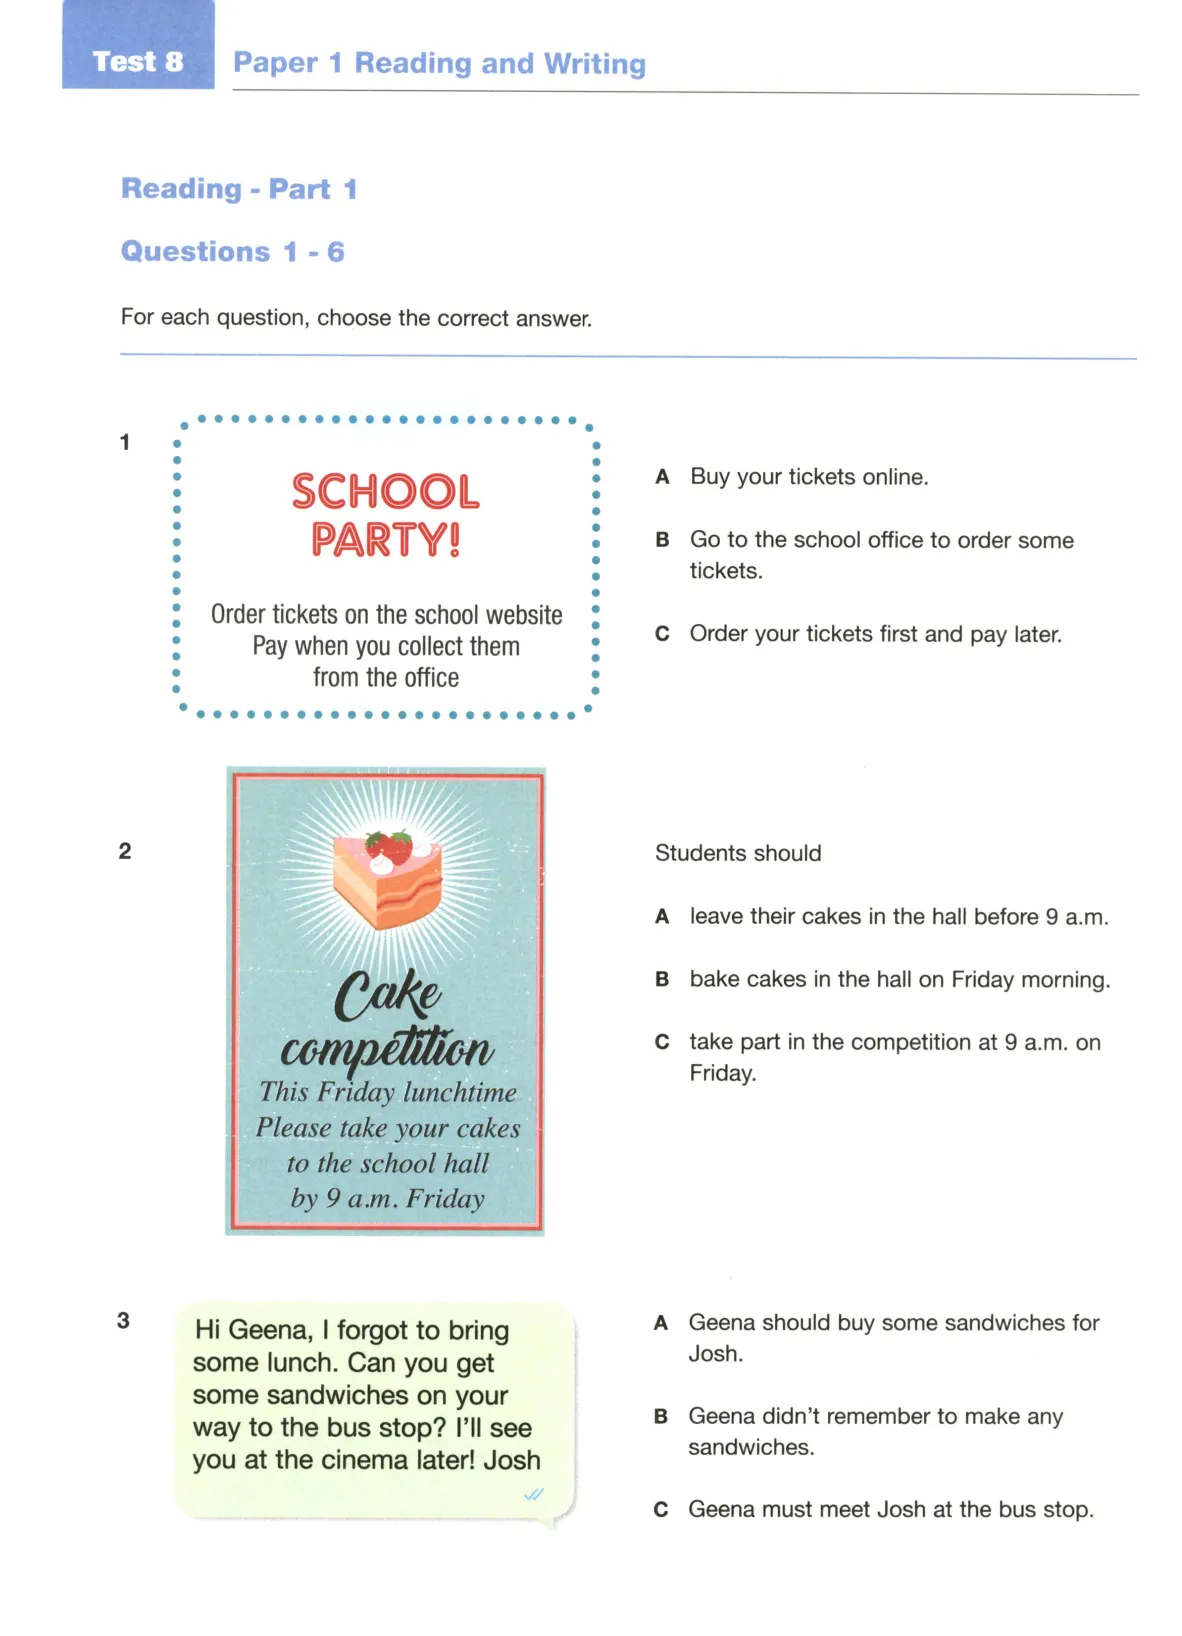 Test 8
Paper 1 Reading and Writing
Reading - Part 1
Questions 1 - 6
For each question, choose the correct answer.
1
SCHOOL
PARTY!
Order tickets on the school website
Pay when you collect them
from the office
A Buy your tickets online.
B Go to the school office to order some
tickets.
C Order your tickets first and pay later.
2
Cake
competition
This Friday lunchtime
Please take your cakes
to the school hall
by 9 a.m. Friday
Students should
A leave their cakes in the hall before 9 a.m.
B bake cakes in the hall on Friday morning.
C take part in the competition at 9 a.m. on
Friday.
3
Hi Geena, I forgot to bring
some lunch. Can you get
some sandwiches on your
way to the bus stop? I'll see
you at the cinema later! Josh
A Geena should buy some sandwiches for
Josh.
B Geena didn't remember to make any
sandwiches.
C Geena must meet Josh at the bus stop.